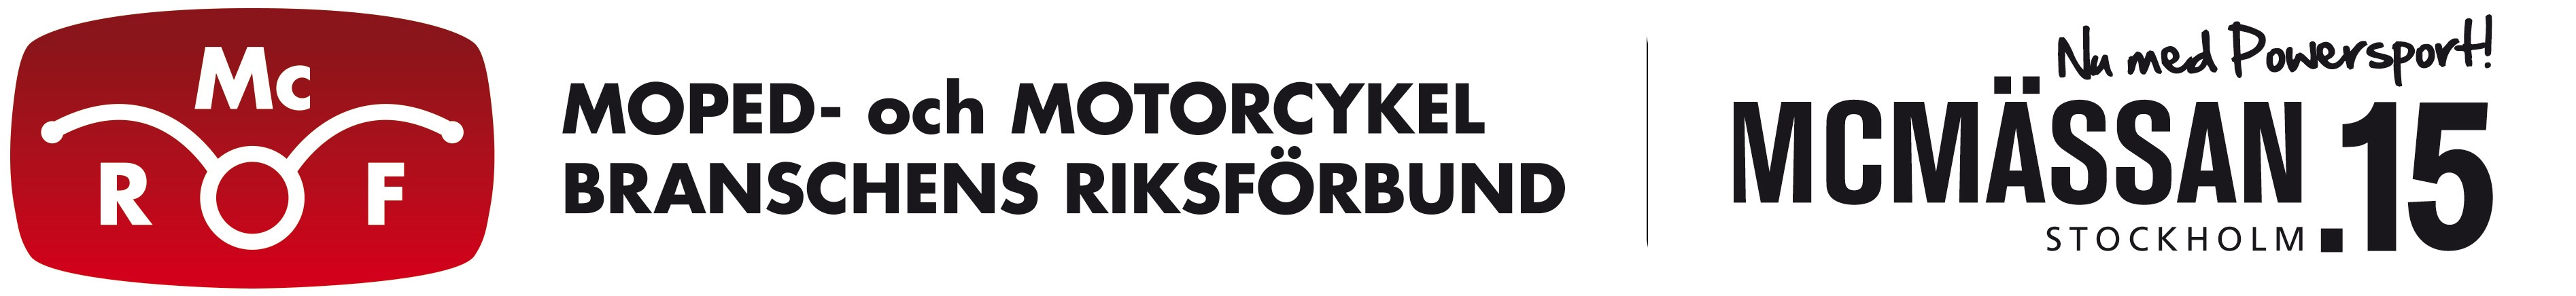 Mc
R F
MOPED- och MOTORCYKEL
BRANSCHENS RIKSFÖRBUND
Nu med Powersport!
MCMÄSSAN.15
STOCKHOLM